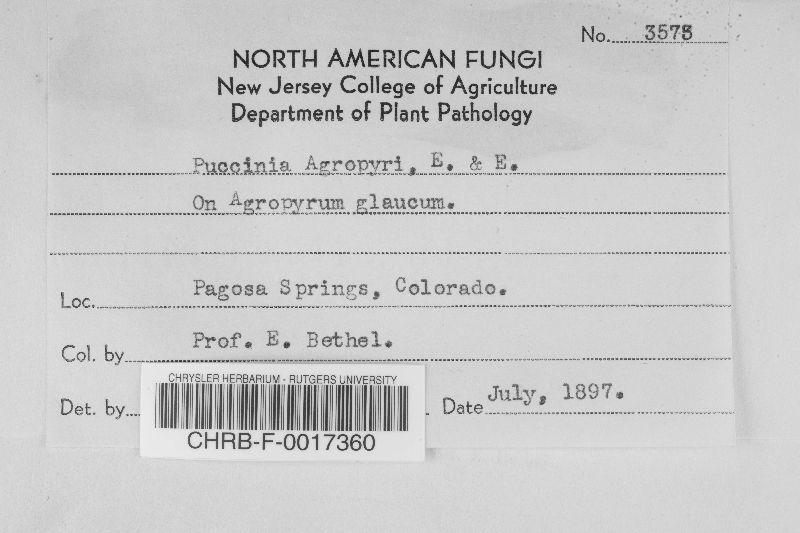 No. 3573
NORTH AMERICAN FUNGI
New Jersey College of Agriculture
Department of Plant Pathology
Puccinia Agropyri, E. & E.
On Agropyrum glaucum.
Loc. Pagosa Springs, Colorado.
Col. by Prof. E. Bethel.
Det. by Date July, 1897.
CHRYSLER HERBARIUM - RUTGERS UNIVERSITY
CHRB-F-0017360